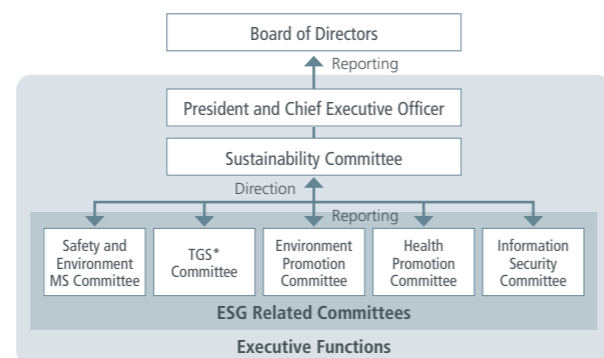 Board of Directors
Reporting
President and Chief Executive Officer
Sustainability Committee
Direction
Reporting
Safety and
Environment
MS Committee
TGS*
Committee
Environment
Promotion
Committee
Health
Promotion
Committee
Information
Security
Committee
ESG Related Committees
Executive Functions